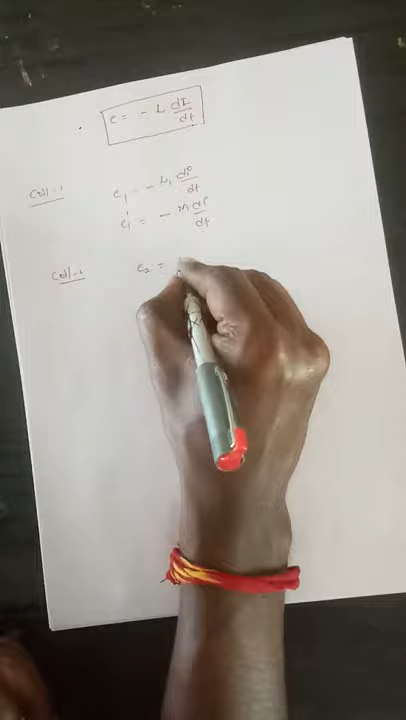 e = - L dI/dt
Coil-1 e₁ = - L₁ di/dt
e₁' = - M di/dt
Coil-2 e₂ =